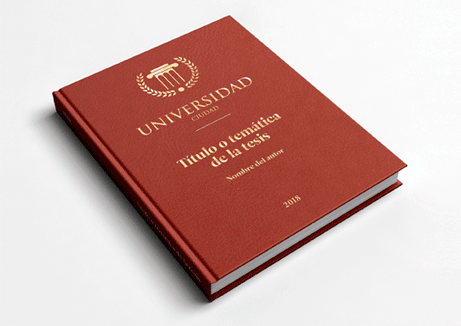 UNIVERSIDAD
CIUDAD
Título o temática
de la tesis
Nombre del autor
2018